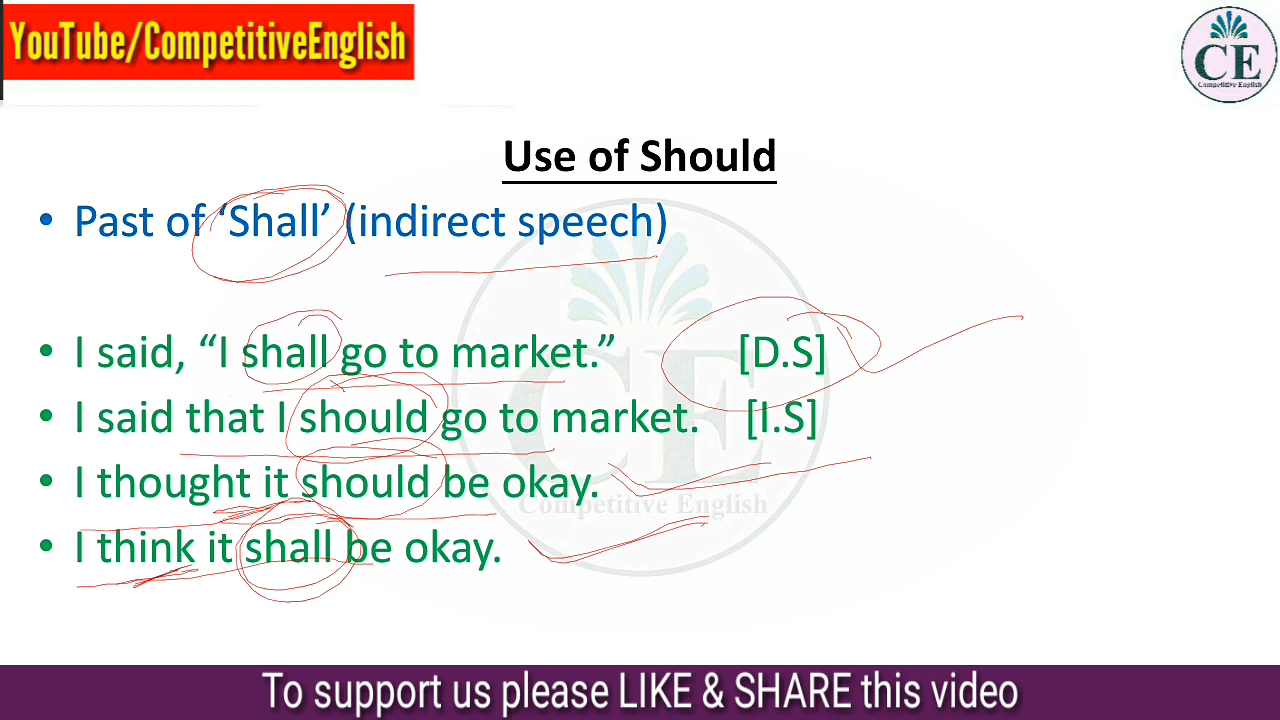 YouTube/CompetitiveEnglish
CE
Competitive English
Use of Should
• Past of ‘Shall’ (indirect speech)
• I said, “I shall go to market.” [D.S]
• I said that I should go to market. [I.S]
• I thought it should be okay.
• I think it shall be okay.
CE
Competitive English
To support us please LIKE & SHARE this video